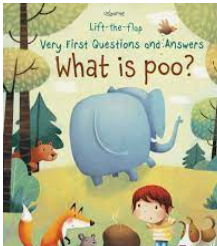 Usborne
Lift-the-flap
Very First Questions and Answers
What is poo?